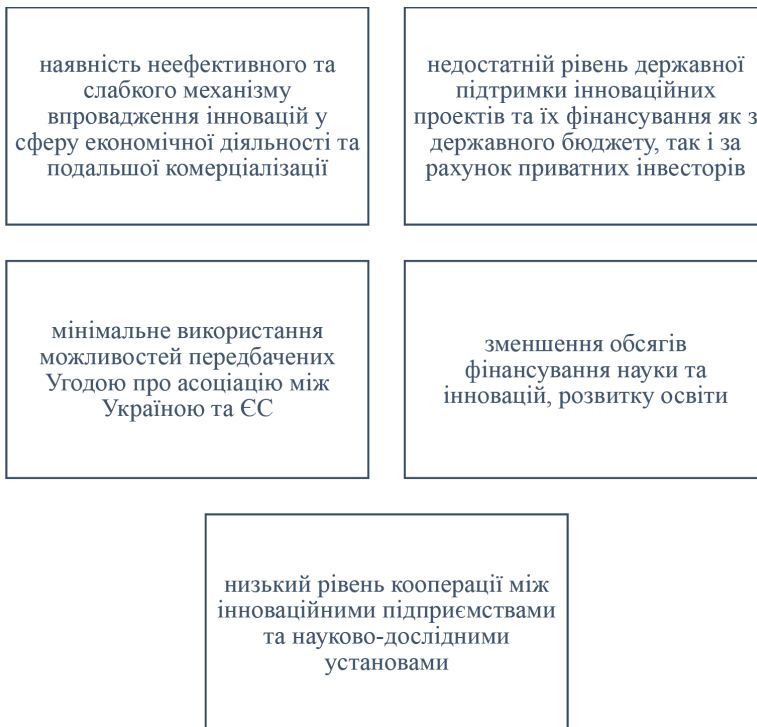 наявність неефективного та
слабкого механізму
впровадження інновацій у
сферу економічної діяльності та
подальшої комерціалізації
недостатній рівень державної
підтримки інноваційних
проектів та їх фінансування як з
державного бюджету, так і за
рахунок приватних інвесторів
мінімальне використання
можливостей передбачених
Угодою про асоціацію між
Україною та ЄС
зменшення обсягів
фінансування науки та
інновацій, розвитку освіти
низький рівень кооперації між
інноваційними підприємствами
та науково-дослідними
установами